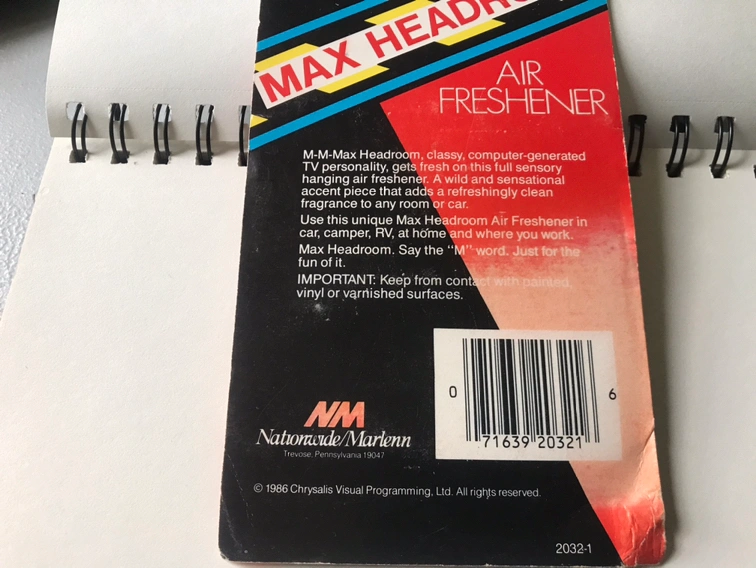 MAX HEADRO
AIR
FRESHENER
M-M-Max Headroom, classy, computer-generated
TV personality, gets fresh on this full sensory
hanging air freshener. A wild and sensational
accent piece that adds a refreshingly clean
fragrance to any room or car.
Use this unique Max Headroom Air Freshener in
car, camper, RV, at home and where you work.
Max Headroom. Say the "M" word. Just for the
fun of it.
IMPORTANT: Keep from contact with painted,
vinyl or varnished surfaces.
0 71639 20321 6
NM
Nationwide/Marlenn
Trevose, Pennsylvania 19047
© 1986 Chrysalis Visual Programming, Ltd. All rights reserved.
2032-1